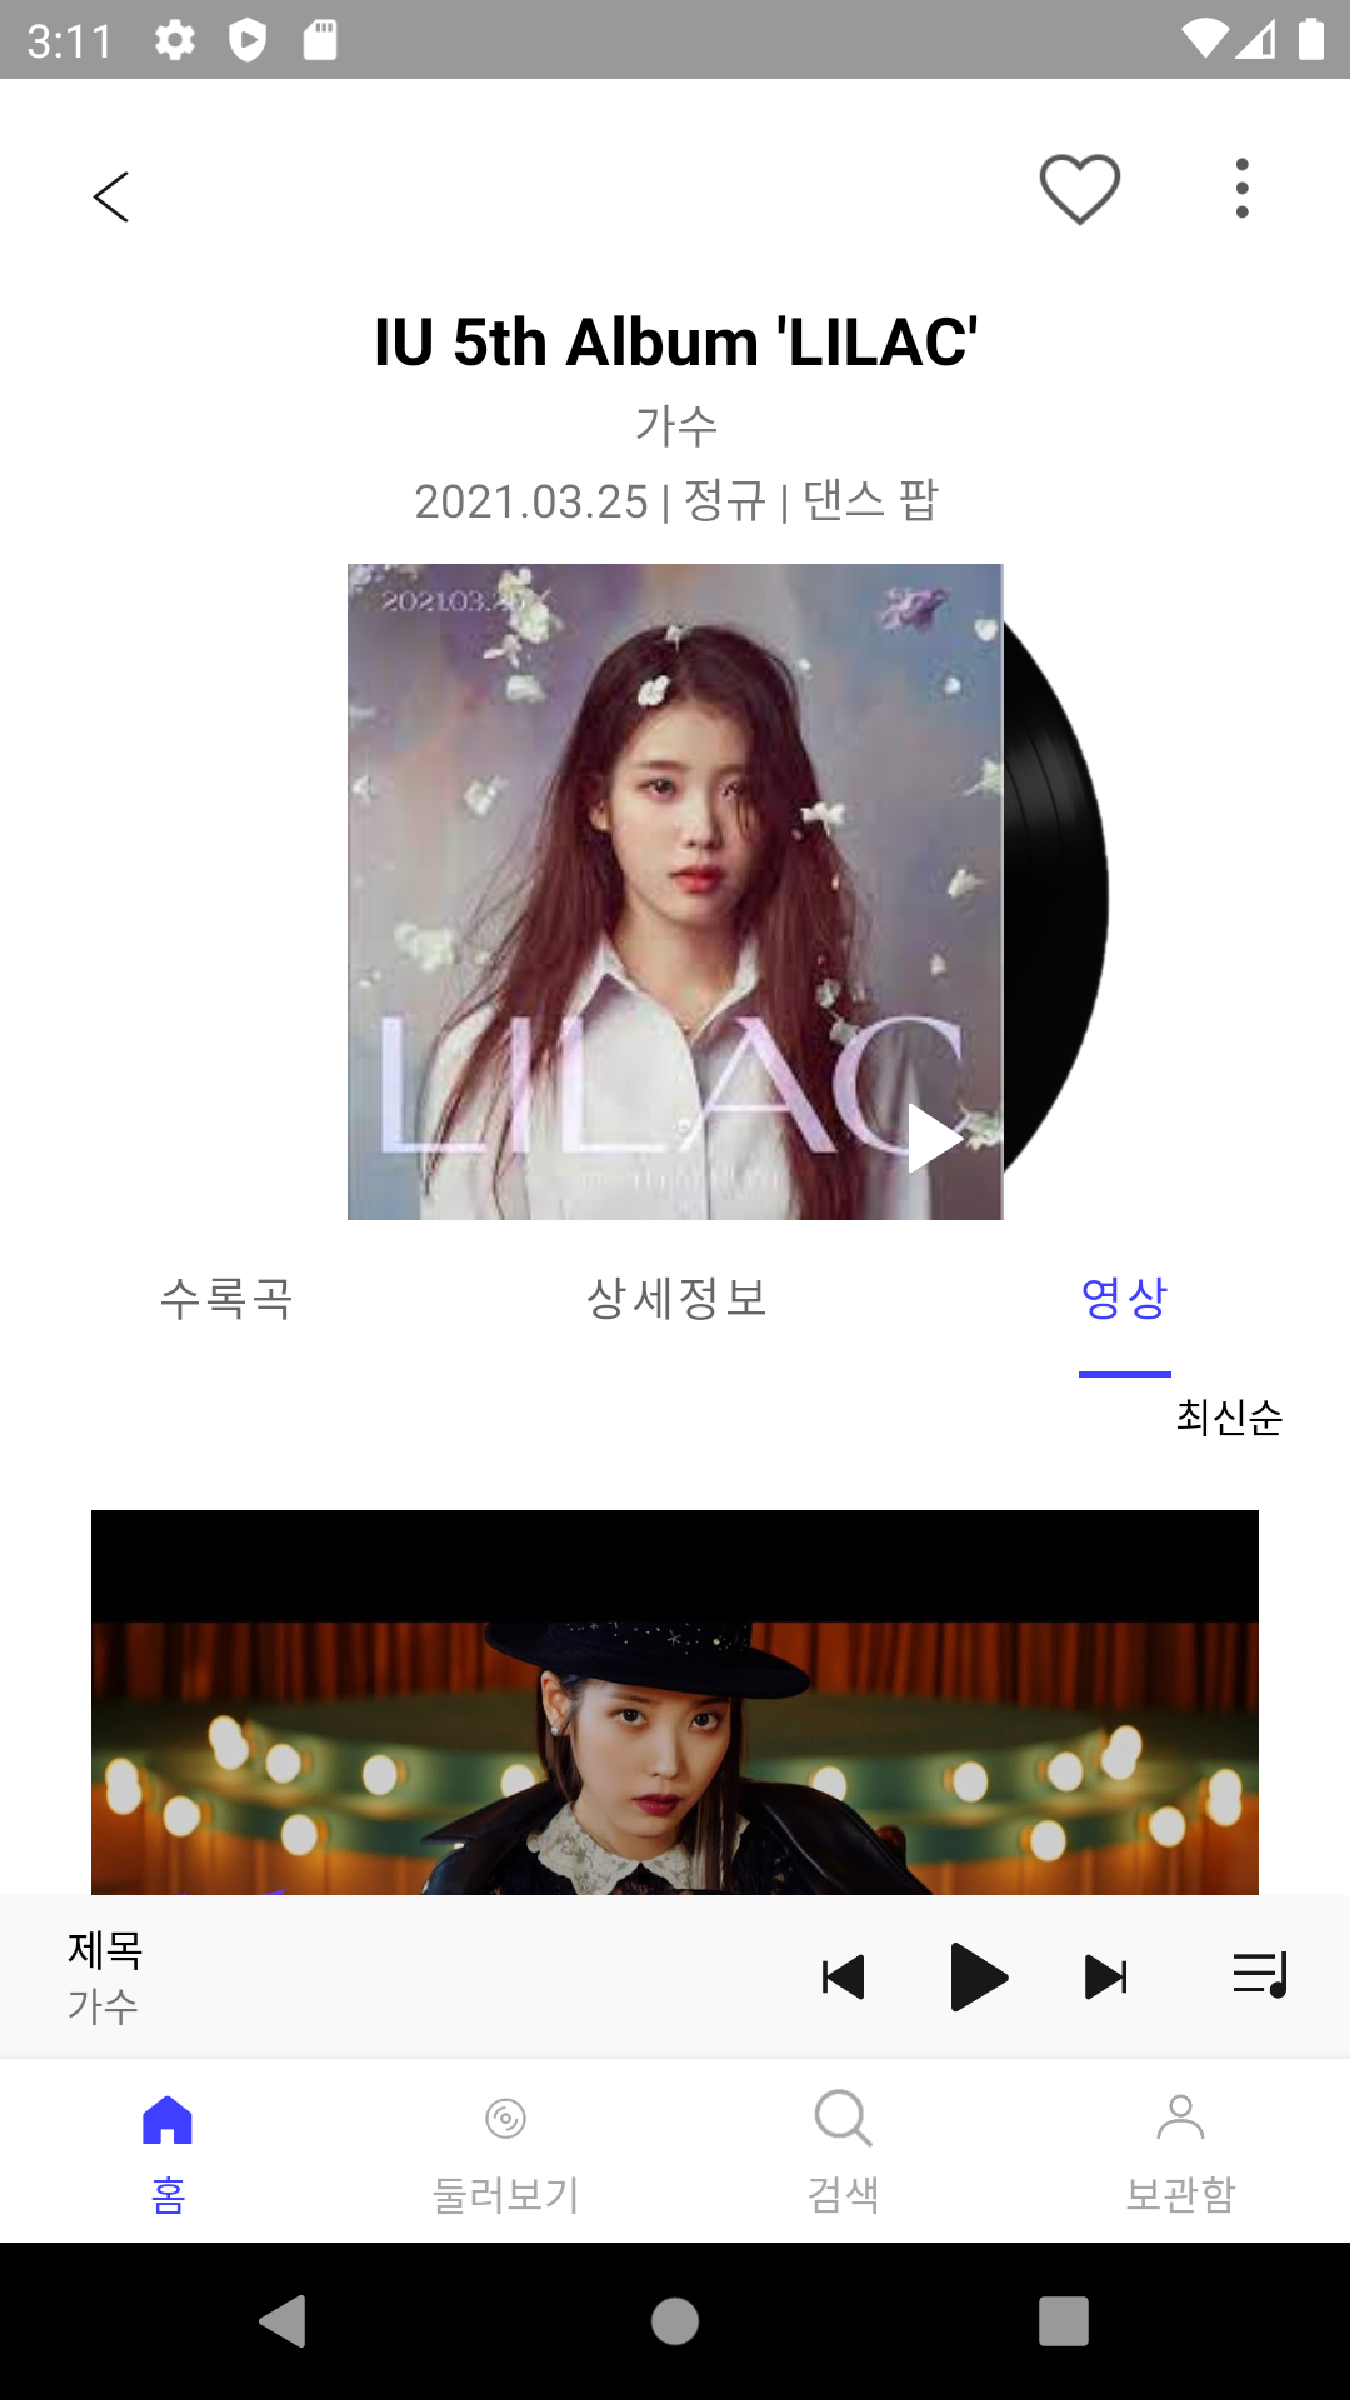 3:11
IU 5th Album 'LILAC'
가수
2021.03.25 | 정규 | 댄스 팝
2021.03.25
LILAC
수록곡
상세정보
영상
최신순
제목
가수
홈
둘러보기
검색
보관함